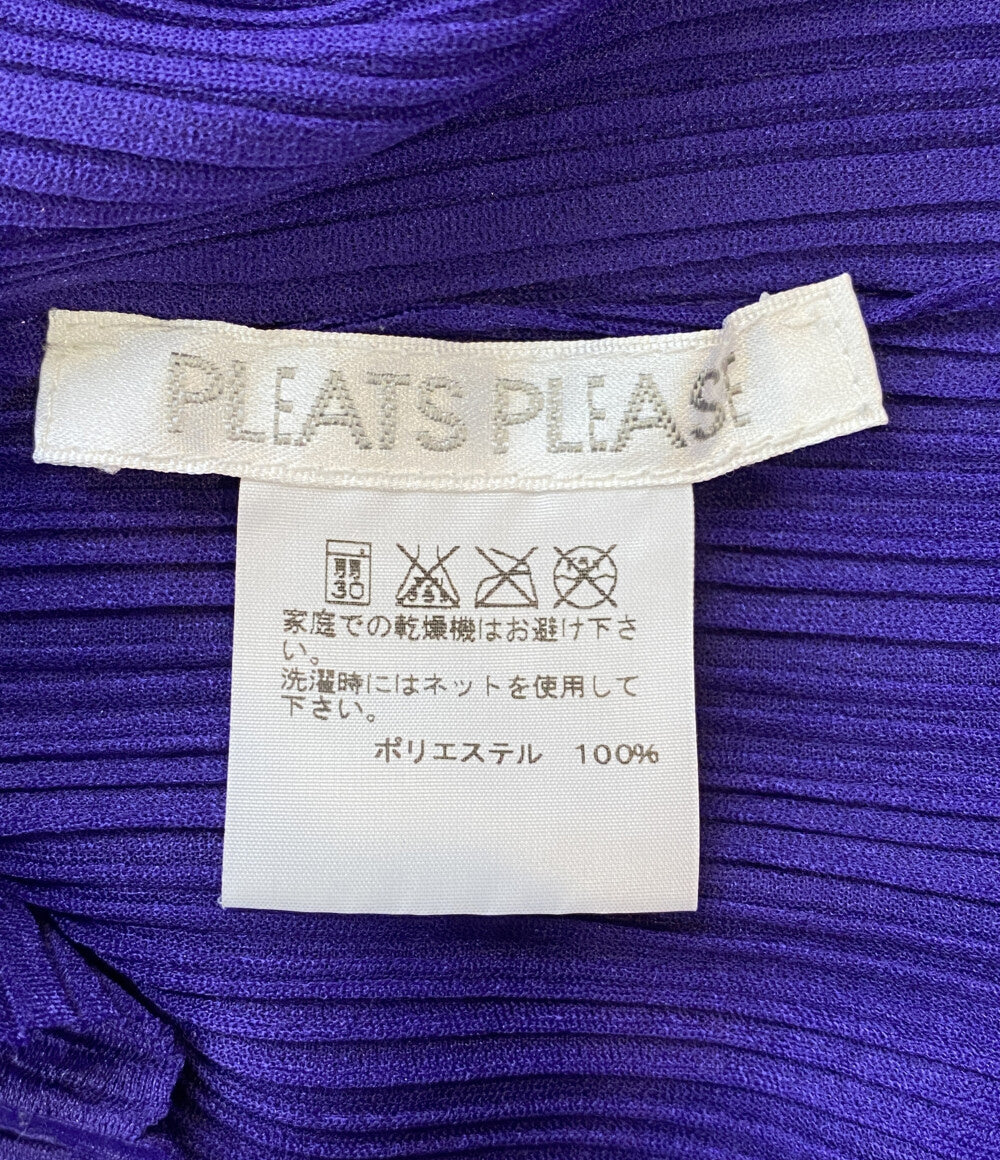 PLEATS PLEASE
弱
30
家庭での乾燥機はお避け下さ
い。
洗濯時にはネットを使用して
下さい。
ポリエステル 100%